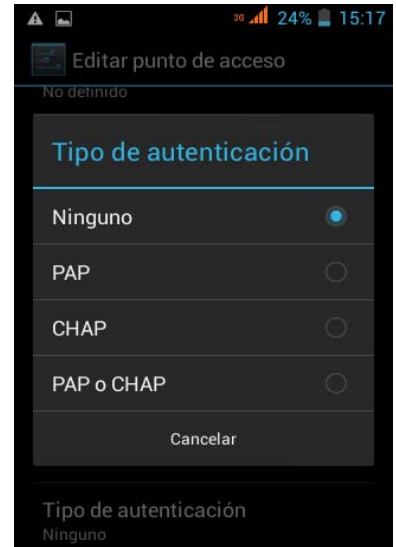 3G 24% 15:17
Editar punto de acceso
No definido
Tipo de autenticación
Ninguno
PAP
CHAP
PAP o CHAP
Cancelar
Tipo de autenticación
Ninguno